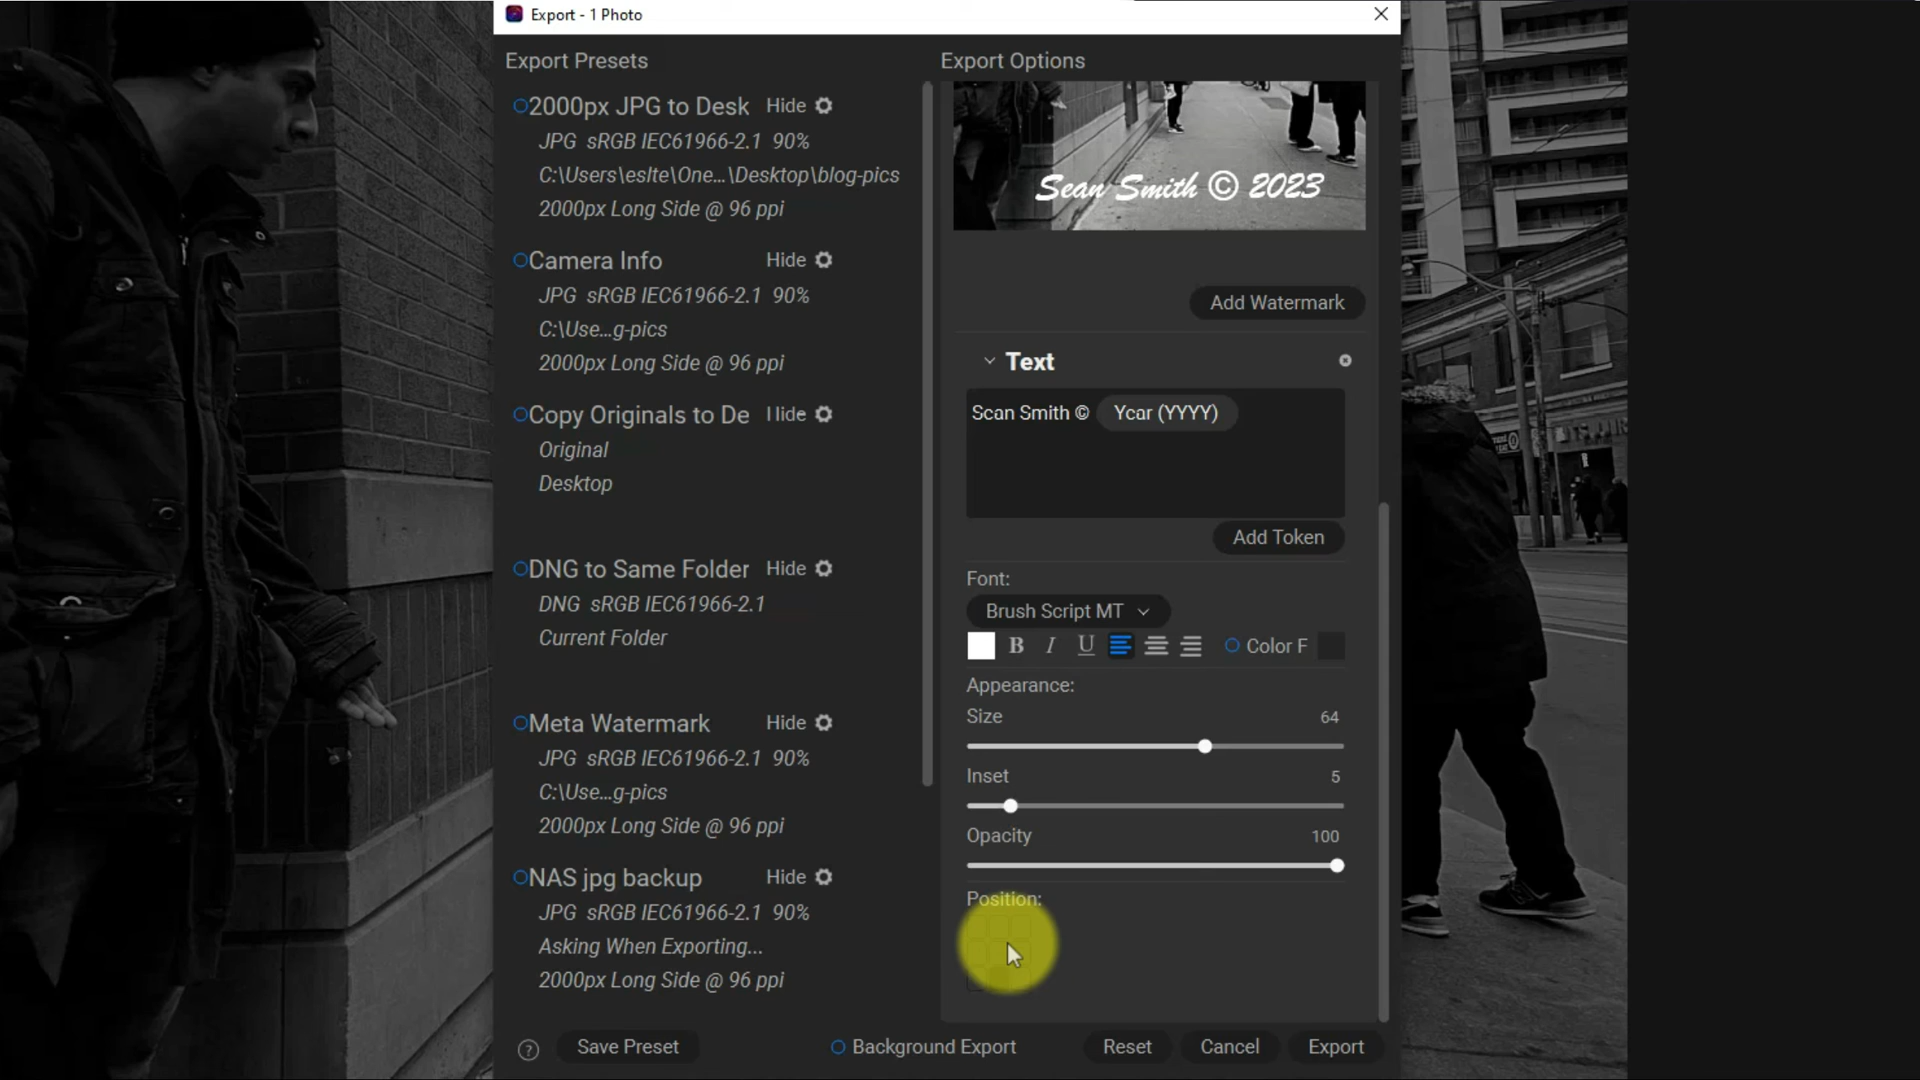 Export - 1 Photo
Export Presets
2000px JPG to Desk Hide
JPG sRGB IEC61966-2.1 90%
C:\Users\eslte\One...\Desktop\blog-pics
2000px Long Side @ 96 ppi
Camera Info Hide
JPG sRGB IEC61966-2.1 90%
C:\Use...g-pics
2000px Long Side @ 96 ppi
Copy Originals to De Hide
Original
Desktop
DNG to Same Folder Hide
DNG sRGB IEC61966-2.1
Current Folder
Meta Watermark Hide
JPG sRGB IEC61966-2.1 90%
C:\Use...g-pics
2000px Long Side @ 96 ppi
NAS jpg backup Hide
JPG sRGB IEC61966-2.1 90%
Asking When Exporting...
2000px Long Side @ 96 ppi
Export Options
Sean Smith © 2023
Add Watermark
Text
Sean Smith © Year (YYYY)
Add Token
Font:
Brush Script MT
B I U Color F
Appearance:
Size 64
Inset 5
Opacity 100
Position:
? Save Preset Background Export Reset Cancel Export